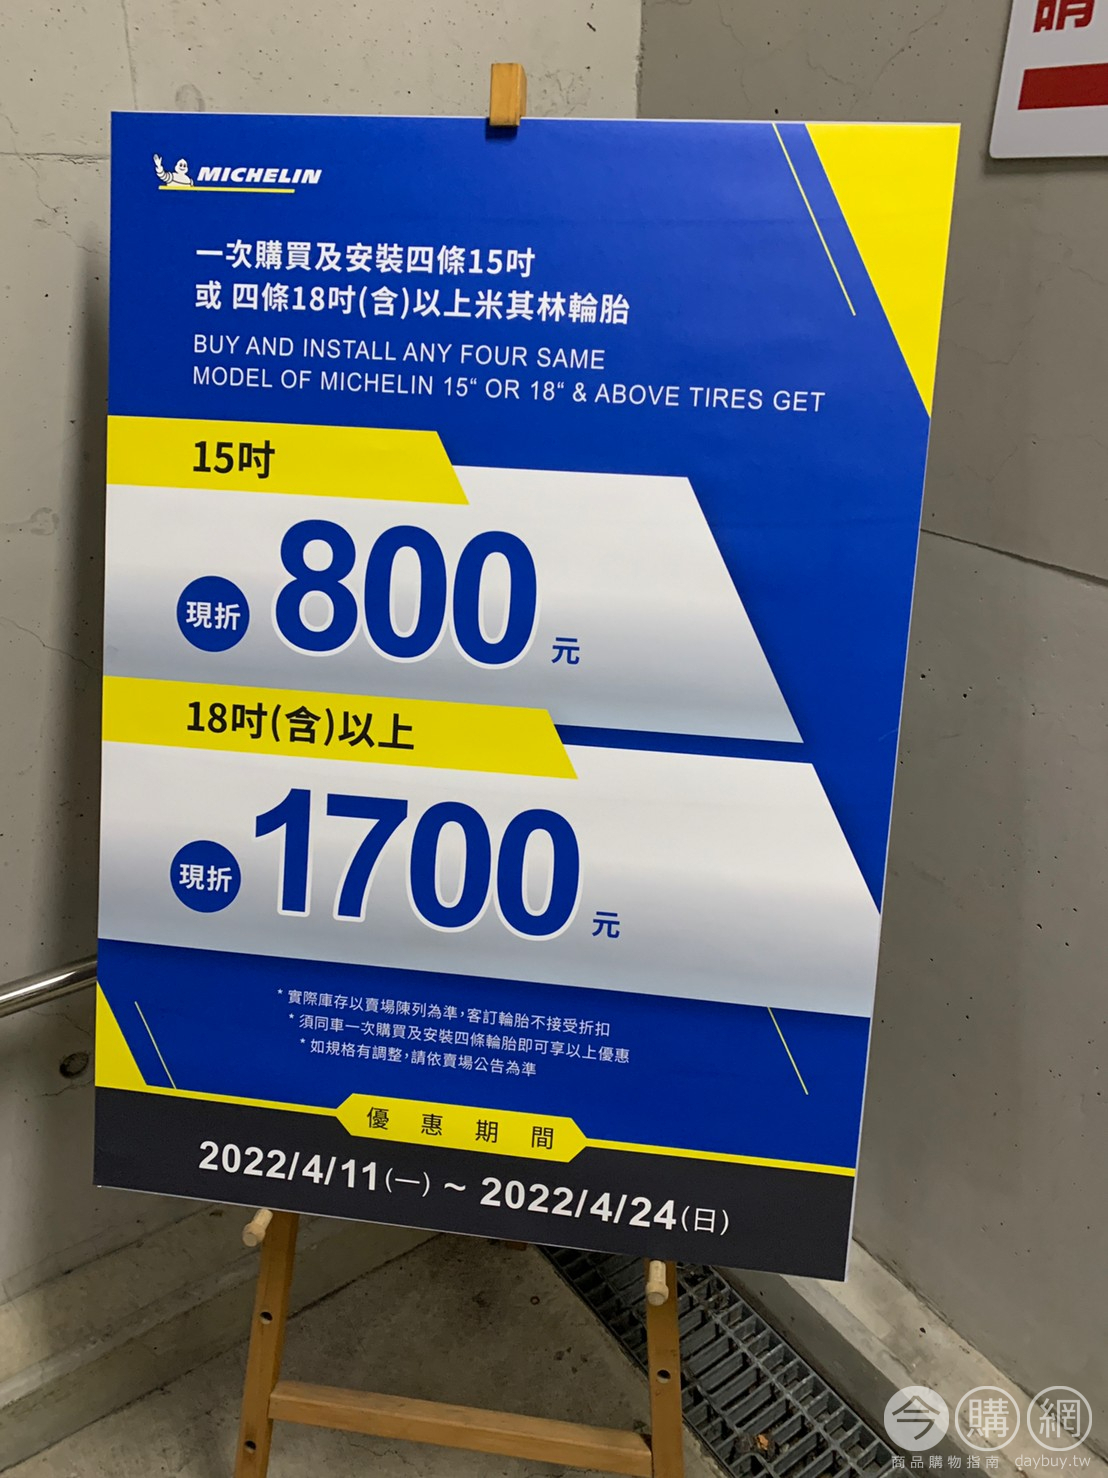 MICHELIN
一次購買及安裝四條15吋
或 四條18吋(含)以上米其林輪胎
BUY AND INSTALL ANY FOUR SAME
MODEL OF MICHELIN 15“ OR 18“ & ABOVE TIRES GET
15吋
現折 800 元
18吋(含)以上
現折 1700 元
* 實際庫存以賣場陳列為準,客訂輪胎不接受折扣
* 須同車一次購買及安裝四條輪胎即可享以上優惠
* 如規格有調整,請依賣場公告為準
優惠期間
2022/4/11(一) ~ 2022/4/24(日)
今購網
商品購物指南 daybuy.tw